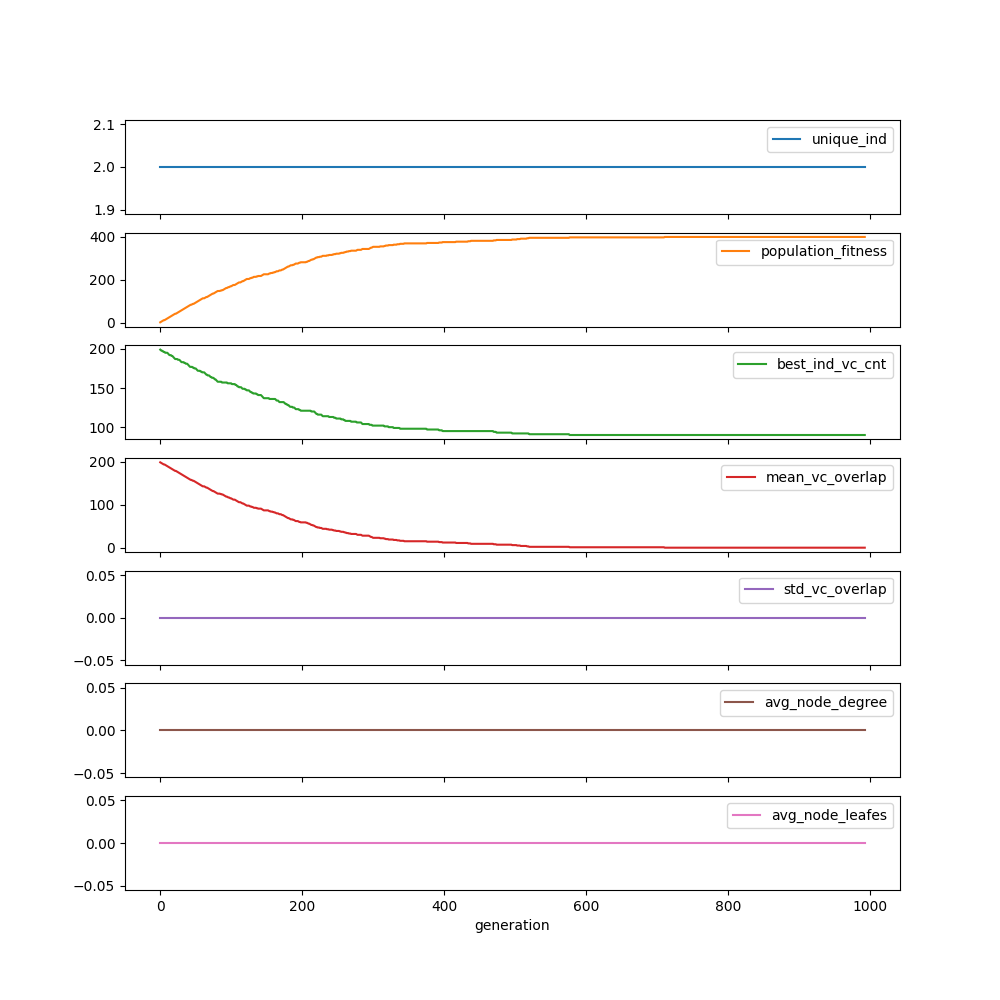 2.1
2.0
1.9
unique_ind
400
200
0
population_fitness
200
150
100
best_ind_vc_cnt
200
100
0
mean_vc_overlap
0.05
0.00
−0.05
std_vc_overlap
0.05
0.00
−0.05
avg_node_degree
0.05
0.00
−0.05
avg_node_leafes
0 200 400 600 800 1000
generation